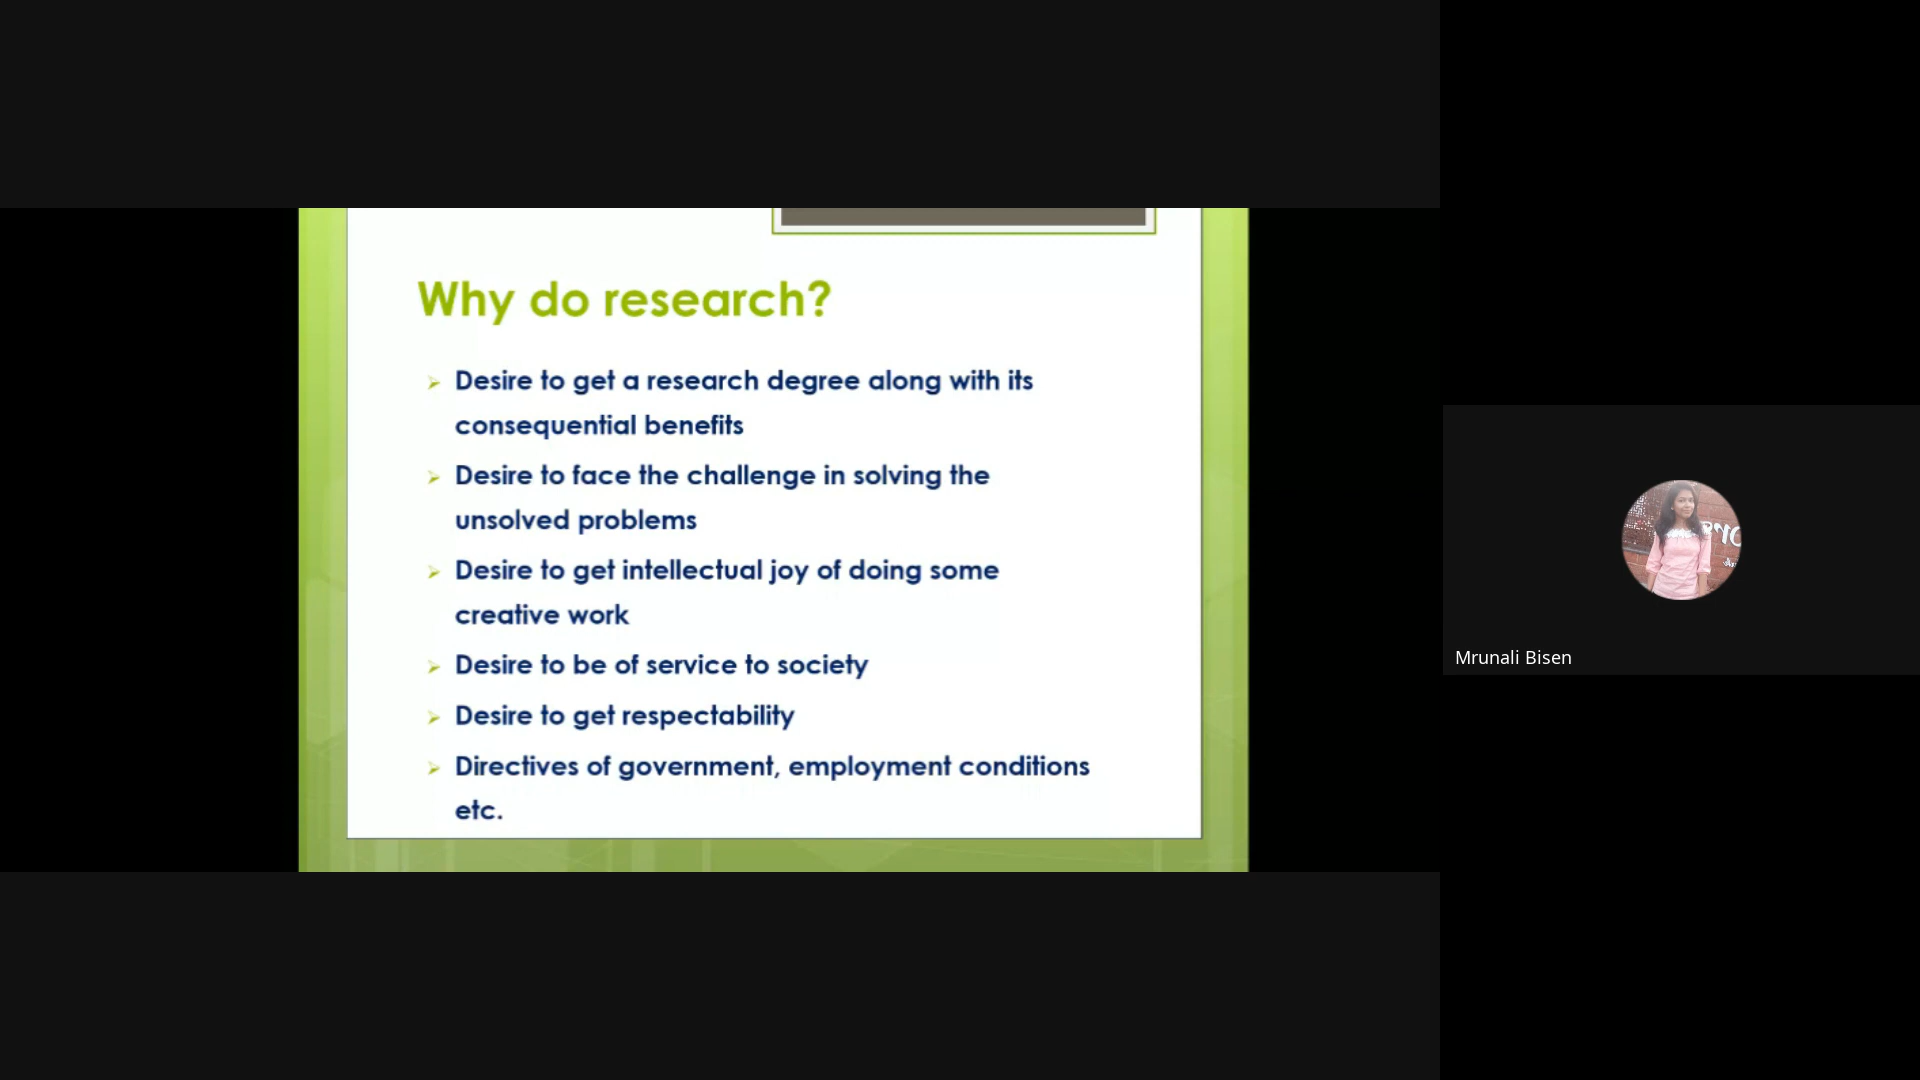 Why do research?
Desire to get a research degree along with its
consequential benefits
Desire to face the challenge in solving the
unsolved problems
Desire to get intellectual joy of doing some
creative work
Desire to be of service to society
Desire to get respectability
Directives of government, employment conditions
etc.
Mrunali Bisen